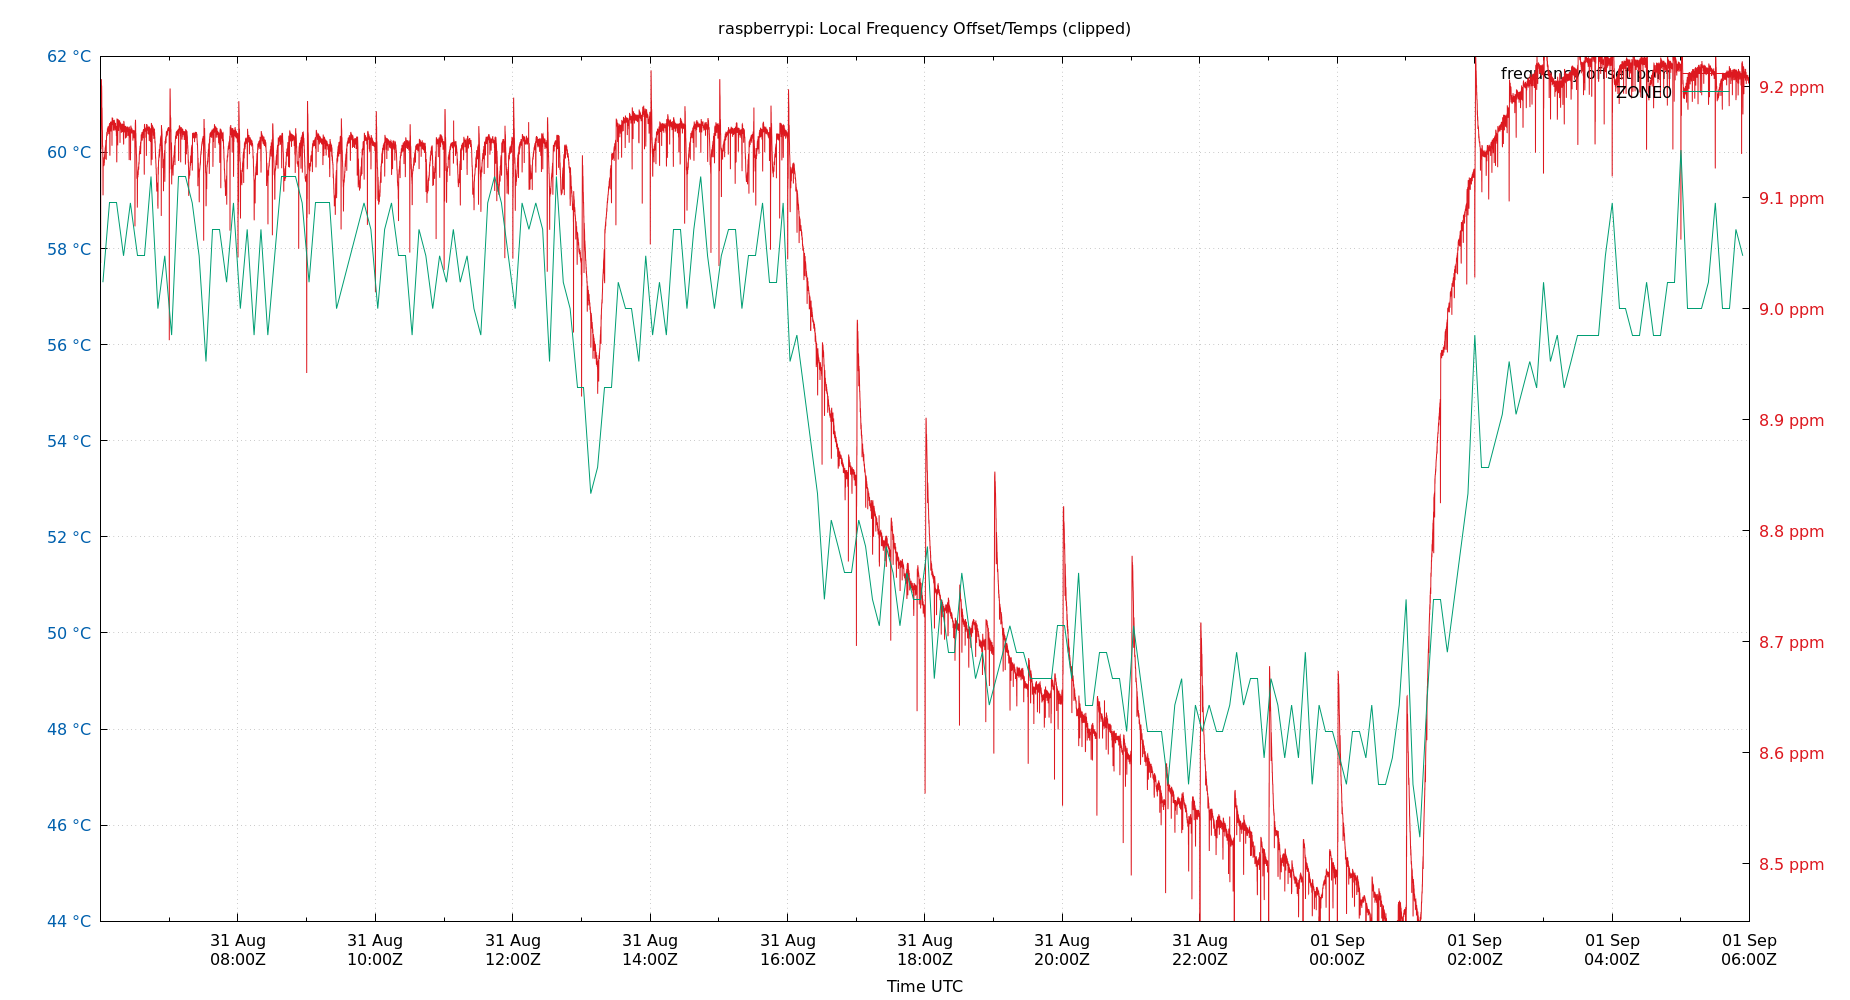 raspberrypi: Local Frequency Offset/Temps (clipped)
62 °C
60 °C
58 °C
56 °C
54 °C
52 °C
50 °C
48 °C
46 °C
44 °C
frequency offset ppm
ZONE0
9.2 ppm
9.1 ppm
9.0 ppm
8.9 ppm
8.8 ppm
8.7 ppm
8.6 ppm
8.5 ppm
31 Aug
08:00Z
31 Aug
10:00Z
31 Aug
12:00Z
31 Aug
14:00Z
31 Aug
16:00Z
31 Aug
18:00Z
31 Aug
20:00Z
31 Aug
22:00Z
01 Sep
00:00Z
01 Sep
02:00Z
01 Sep
04:00Z
01 Sep
06:00Z
Time UTC